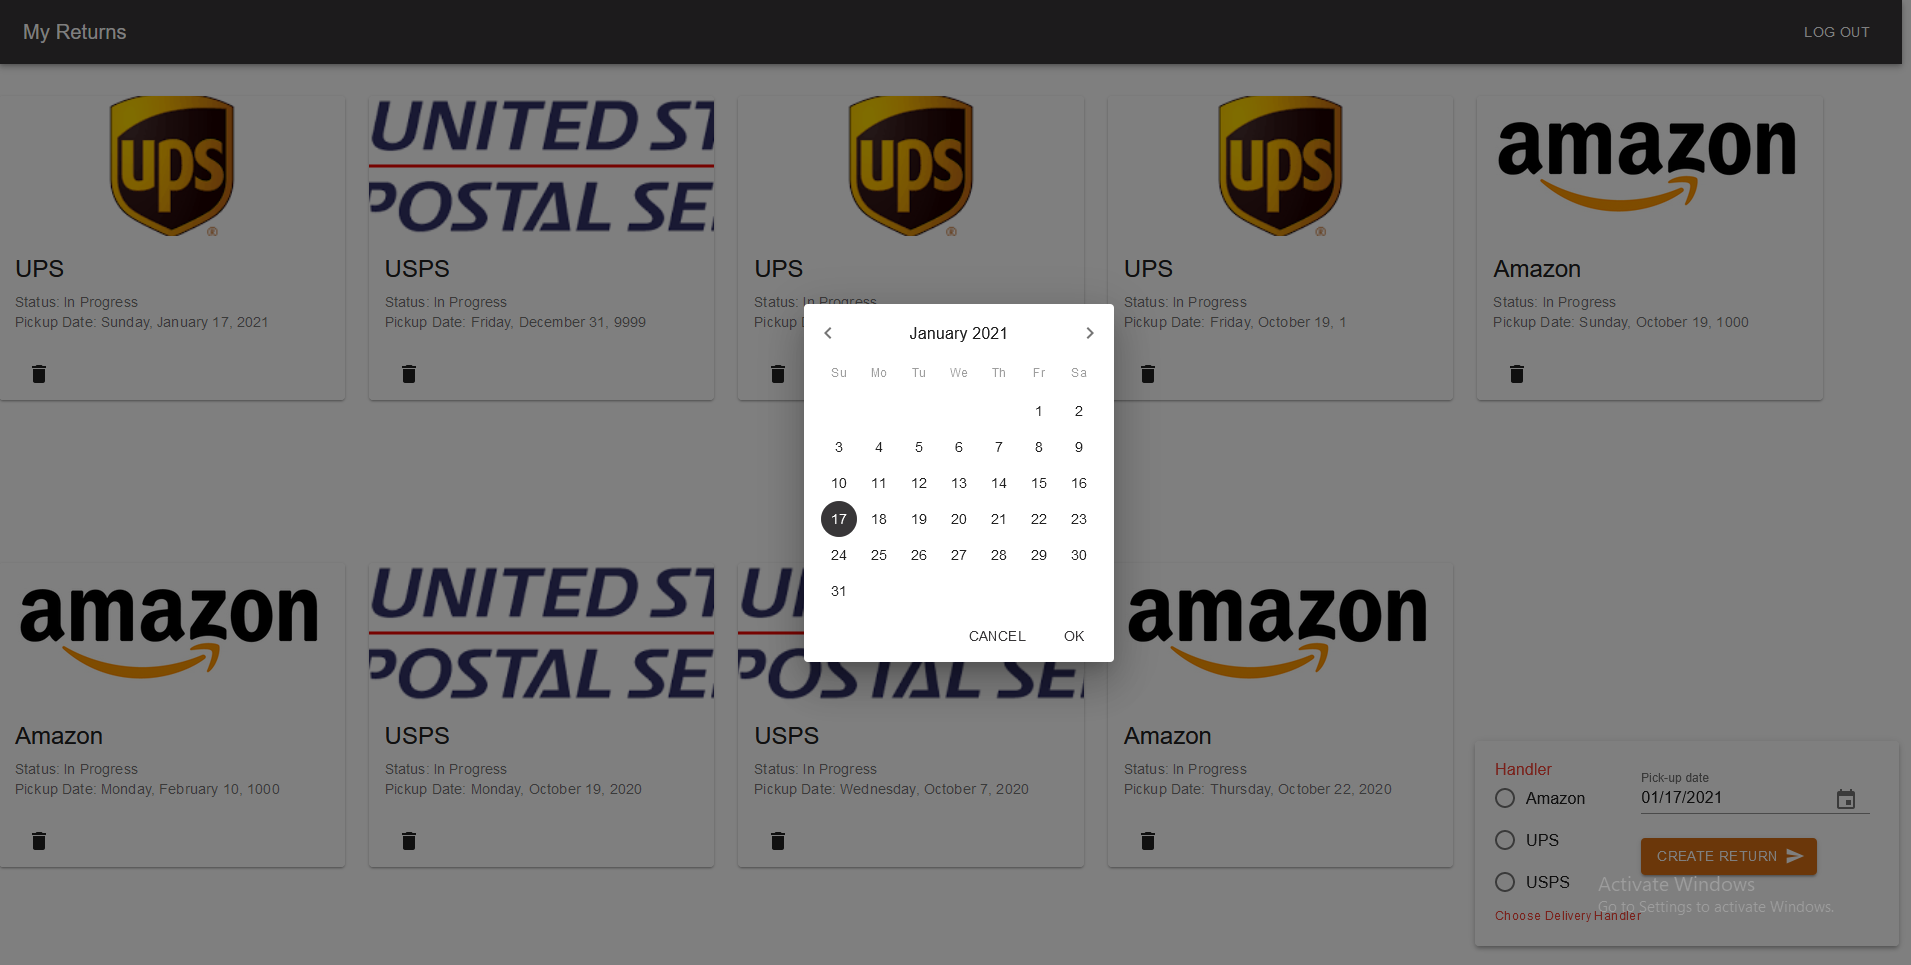 My Returns
LOG OUT
ups
UNITED ST
POSTAL SE
ups
ups
amazon
UPS
Status: In Progress
Pickup Date: Sunday, January 17, 2021
USPS
Status: In Progress
Pickup Date: Friday, December 31, 9999
UPS
Status: In Progress
UPS
Status: In Progress
Pickup Date: Friday, October 19, 1
Amazon
Status: In Progress
Pickup Date: Sunday, October 19, 1000
January 2021
Su Mo Tu We Th Fr Sa
1 2
3 4 5 6 7 8 9
10 11 12 13 14 15 16
17 18 19 20 21 22 23
24 25 26 27 28 29 30
31
CANCEL OK
amazon
UNITED ST
POSTAL SE
POSTAL SE
amazon
Amazon
Status: In Progress
Pickup Date: Monday, February 10, 1000
USPS
Status: In Progress
Pickup Date: Monday, October 19, 2020
USPS
Status: In Progress
Pickup Date: Wednesday, October 7, 2020
Amazon
Status: In Progress
Pickup Date: Thursday, October 22, 2020
Handler
Amazon
UPS
USPS
Choose Delivery Handler
Pick-up date
01/17/2021
CREATE RETURN
Activate Windows
Go to Settings to activate Windows.